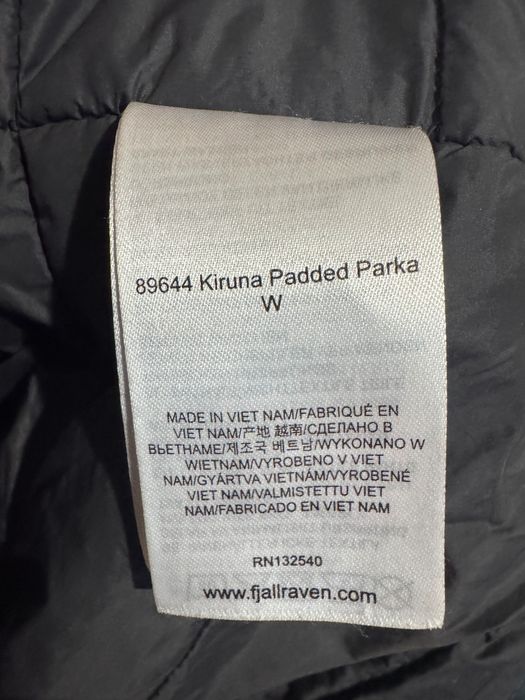 89644 Kiruna Padded Parka
W
MADE IN VIET NAM/FABRIQUÉ EN
VIET NAM/产地 越南/СДЕЛАНО В
ВЬЕТНАМЕ/제조국 베트남/WYKONANO W
WIETNAM/VYROBENO V VIET
NAM/GYÁRTVA VIETNÁM/VYROBENÉ
VIET NAM/VALMISTETTU VIET
NAM/FABRICADO EN VIET NAM
RN132540
www.fjallraven.com